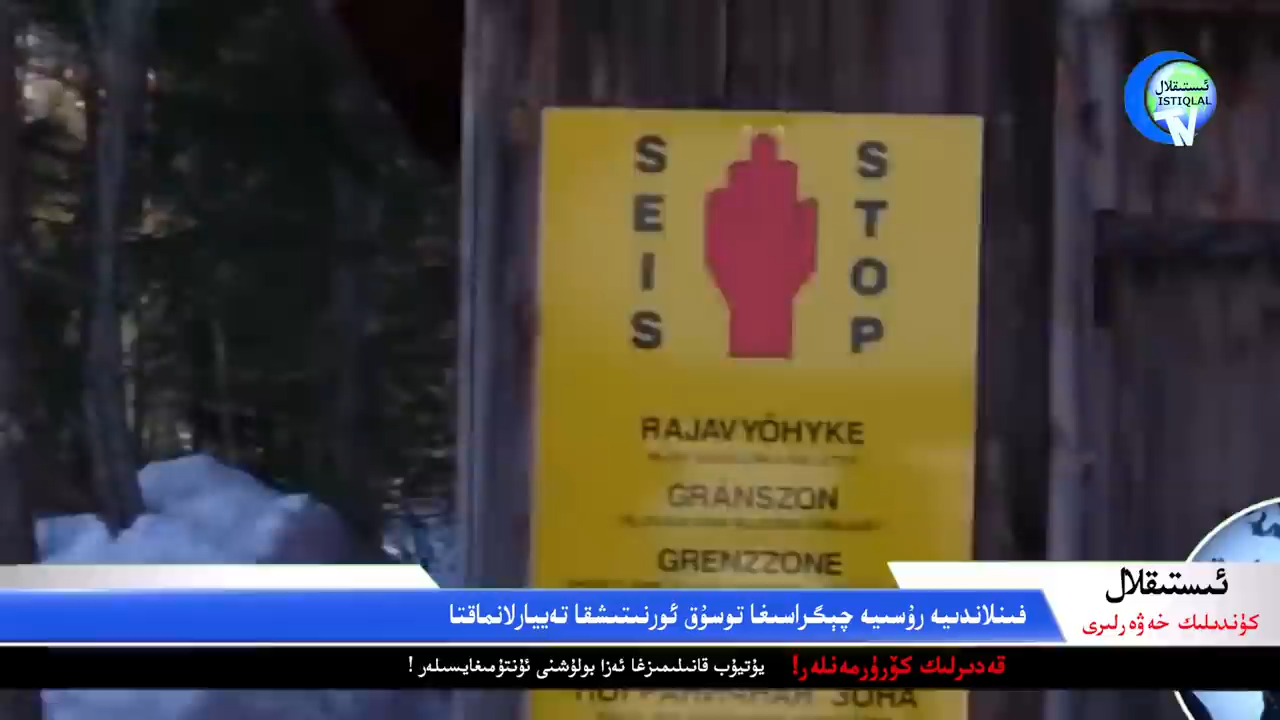 ئىستىقلال
ISTIQLAL
TV
SEIS
STOP
RAJAVYÖHYKE
GRÄNSZON
GRENZZONE
ئىستىقلال
كۈندىلىك خەۋەرلىرى
فىنلاندىيە رۇسىيە چېگراسىغا توسۇق ئورنىتىشقا تەييارلانماقتا
قەدىرلىك كۆرۈرمەنلەر! يۇتيۇب قانىلىمىزغا ئەزا بولۇشنى ئۇنتۇمىغايسىلەر !